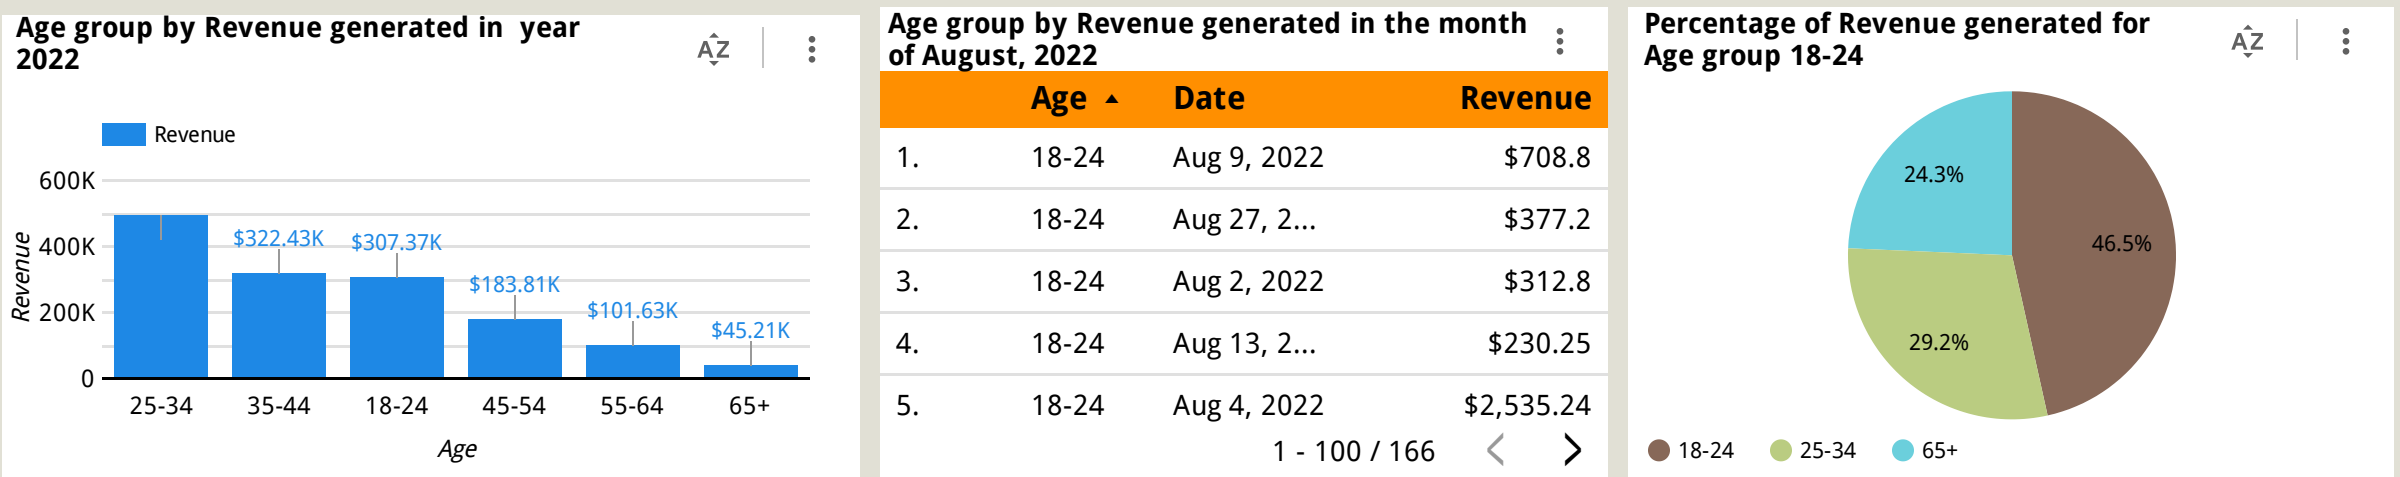 Age group by Revenue generated in  year
2022
AZ
Revenue
600K
400K
200K
0
Revenue
$322.43K
$307.37K
$183.81K
$101.63K
$45.21K
25-34
35-44
18-24
45-54
55-64
65+
Age
Age group by Revenue generated in the month
of August, 2022
Age Date Revenue
1. 18-24 Aug 9, 2022 $708.8
2. 18-24 Aug 27, 2... $377.2
3. 18-24 Aug 2, 2022 $312.8
4. 18-24 Aug 13, 2... $230.25
5. 18-24 Aug 4, 2022 $2,535.24
1 - 100 / 166
Percentage of Revenue generated for
Age group 18-24
AZ
24.3%
46.5%
29.2%
18-24 25-34 65+